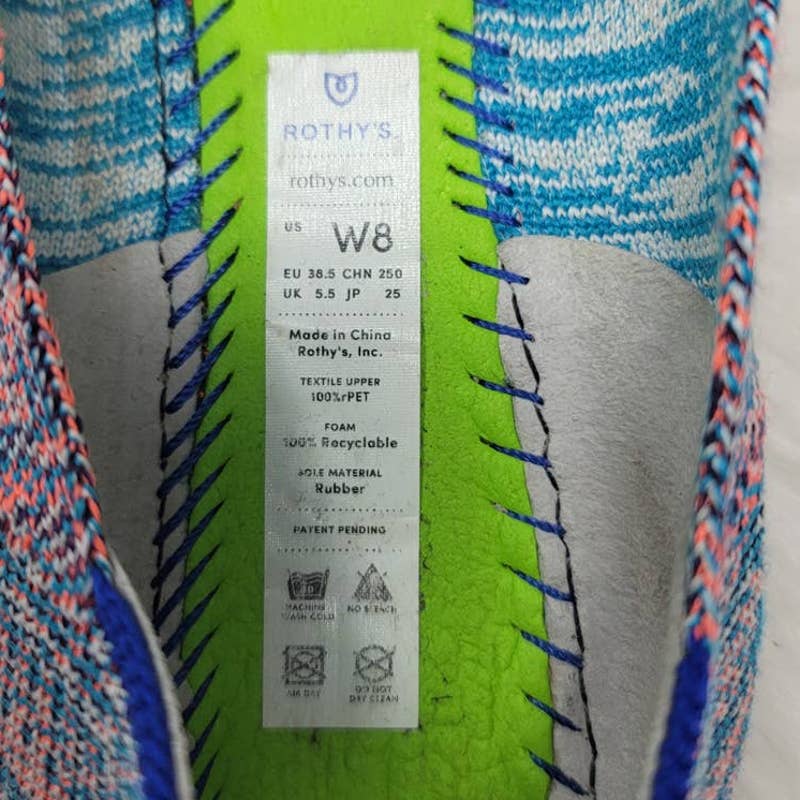 ROTHY'S
rothys.com
US W8
EU 38.5 CHN 250
UK 5.5 JP 25
Made in China
Rothy's, Inc.
TEXTILE UPPER
100%rPET
FOAM
100% Recyclable
SOLE MATERIAL
Rubber
PATENT PENDING
MACHINE NO BLEACH
WASH COLD
AIR DRY DO NOT
DRY CLEAN